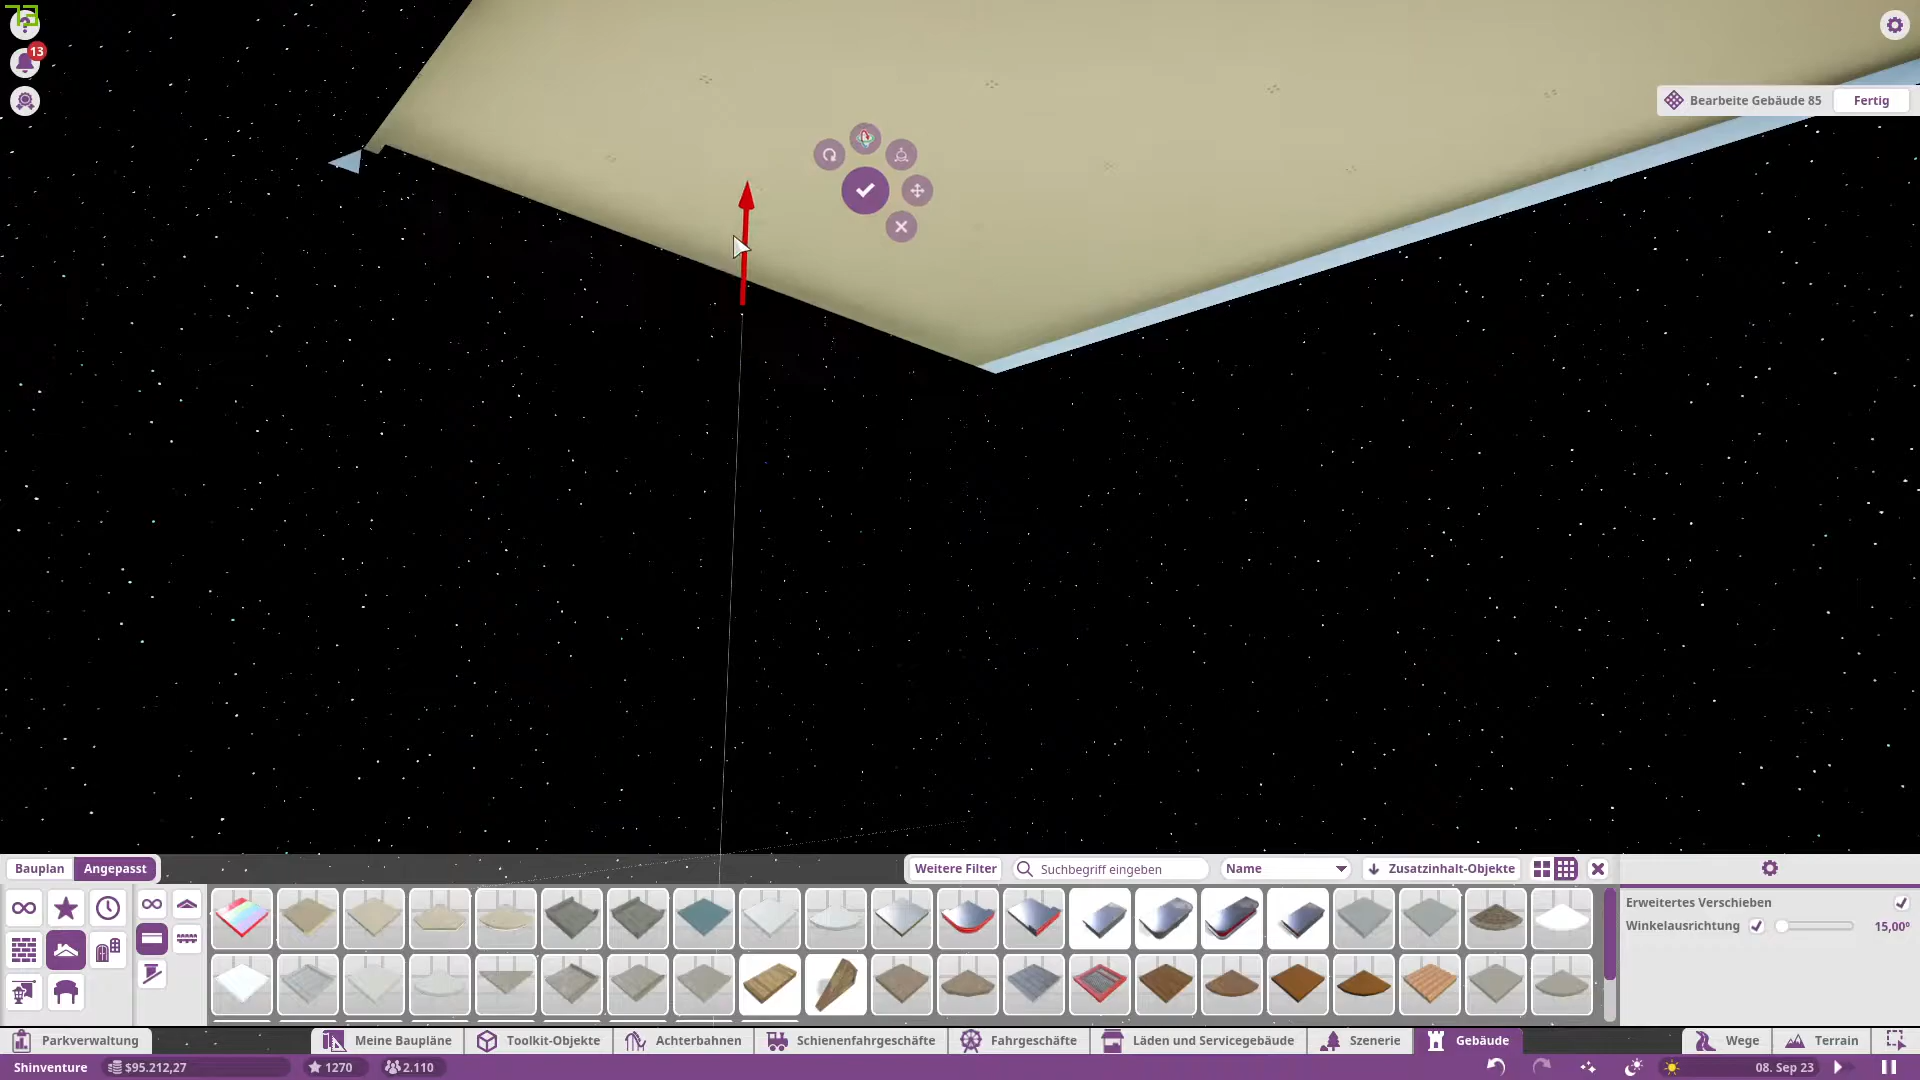 73
?
13
Bearbeite Gebäude 85
Fertig
Bauplan
Angepasst
Weitere Filter
Suchbegriff eingeben
Name
Zusatzinhalt-Objekte
Erweitertes Verschieben
Winkelausrichtung
15,00°
Parkverwaltung
Meine Baupläne
Toolkit-Objekte
Achterbahnen
Schienenfahrgeschäfte
Fahrgeschäfte
Läden und Servicegebäude
Szenerie
Gebäude
Wege
Terrain
Shinventure
$95.212,27
1270
2.110
08. Sep 23